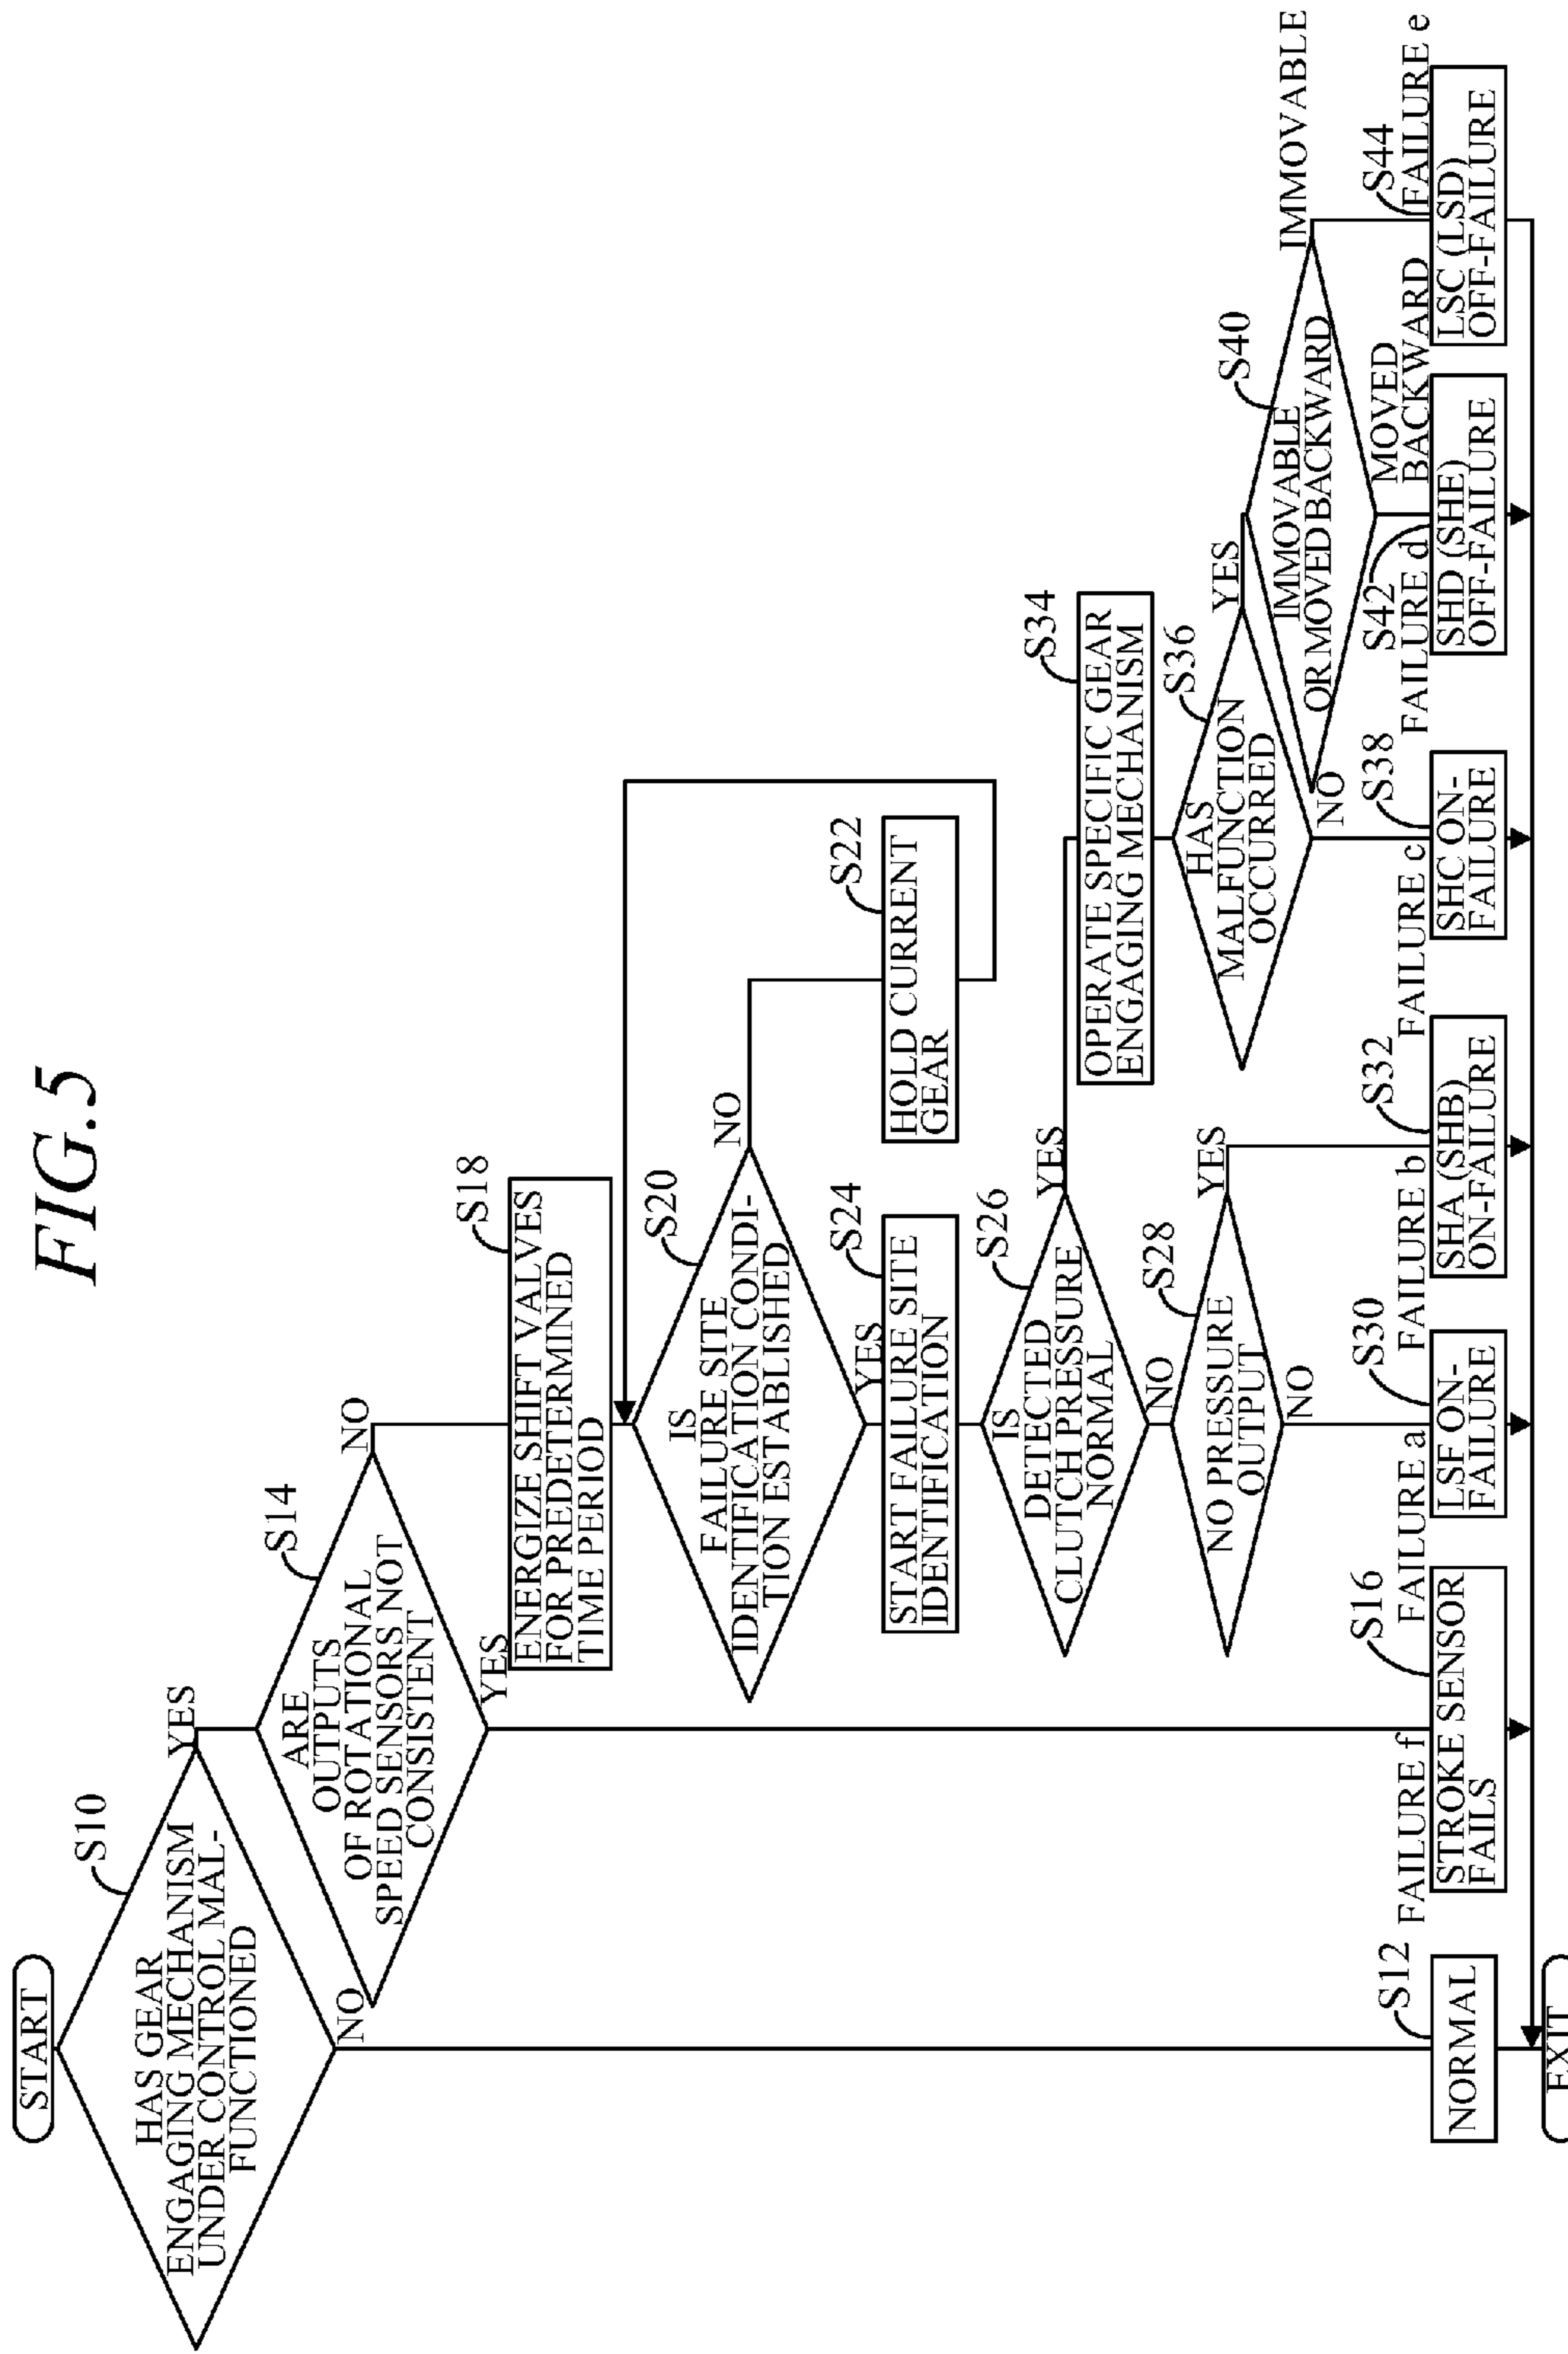 FIG.5
START
S10
HAS GEAR
ENGAGING MECHANISM
UNDER CONTROL MAL-
FUNCTIONED
YES
NO
S14
ARE
OUTPUTS
OF ROTATIONAL
SPEED SENSORS NOT
CONSISTENT
NO
YES
S18
ENERGIZE SHIFT VALVES
FOR PREDETERMINED
TIME PERIOD
S20
IS
FAILURE SITE
IDENTIFICATION CONDI-
TION ESTABLISHED
NO
YES
S22
HOLD CURRENT
GEAR
S24
START FAILURE SITE
IDENTIFICATION
S26
IS
DETECTED
CLUTCH PRESSURE
NORMAL
YES
NO
S28
NO PRESSURE
OUTPUT
YES
NO
S34
OPERATE SPECIFIC GEAR
ENGAGING MECHANISM
S36
HAS
MALFUNCTION
OCCURRED
YES
NO
S40
IMMOVABLE
OR MOVED BACKWARD
IMMOVABLE
MOVED
BACKWARD
S12
NORMAL
FAILURE f
S16
STROKE SENSOR
FAILS
FAILURE a
S30
LSF ON-
FAILURE
FAILURE b
S32
SHA (SHB)
ON-FAILURE
FAILURE c
S38
SHC ON-
FAILURE
FAILURE d
S42
SHD (SHE)
OFF-FAILURE
S44
FAILURE e
LSC (LSD)
OFF-FAILURE
EXIT